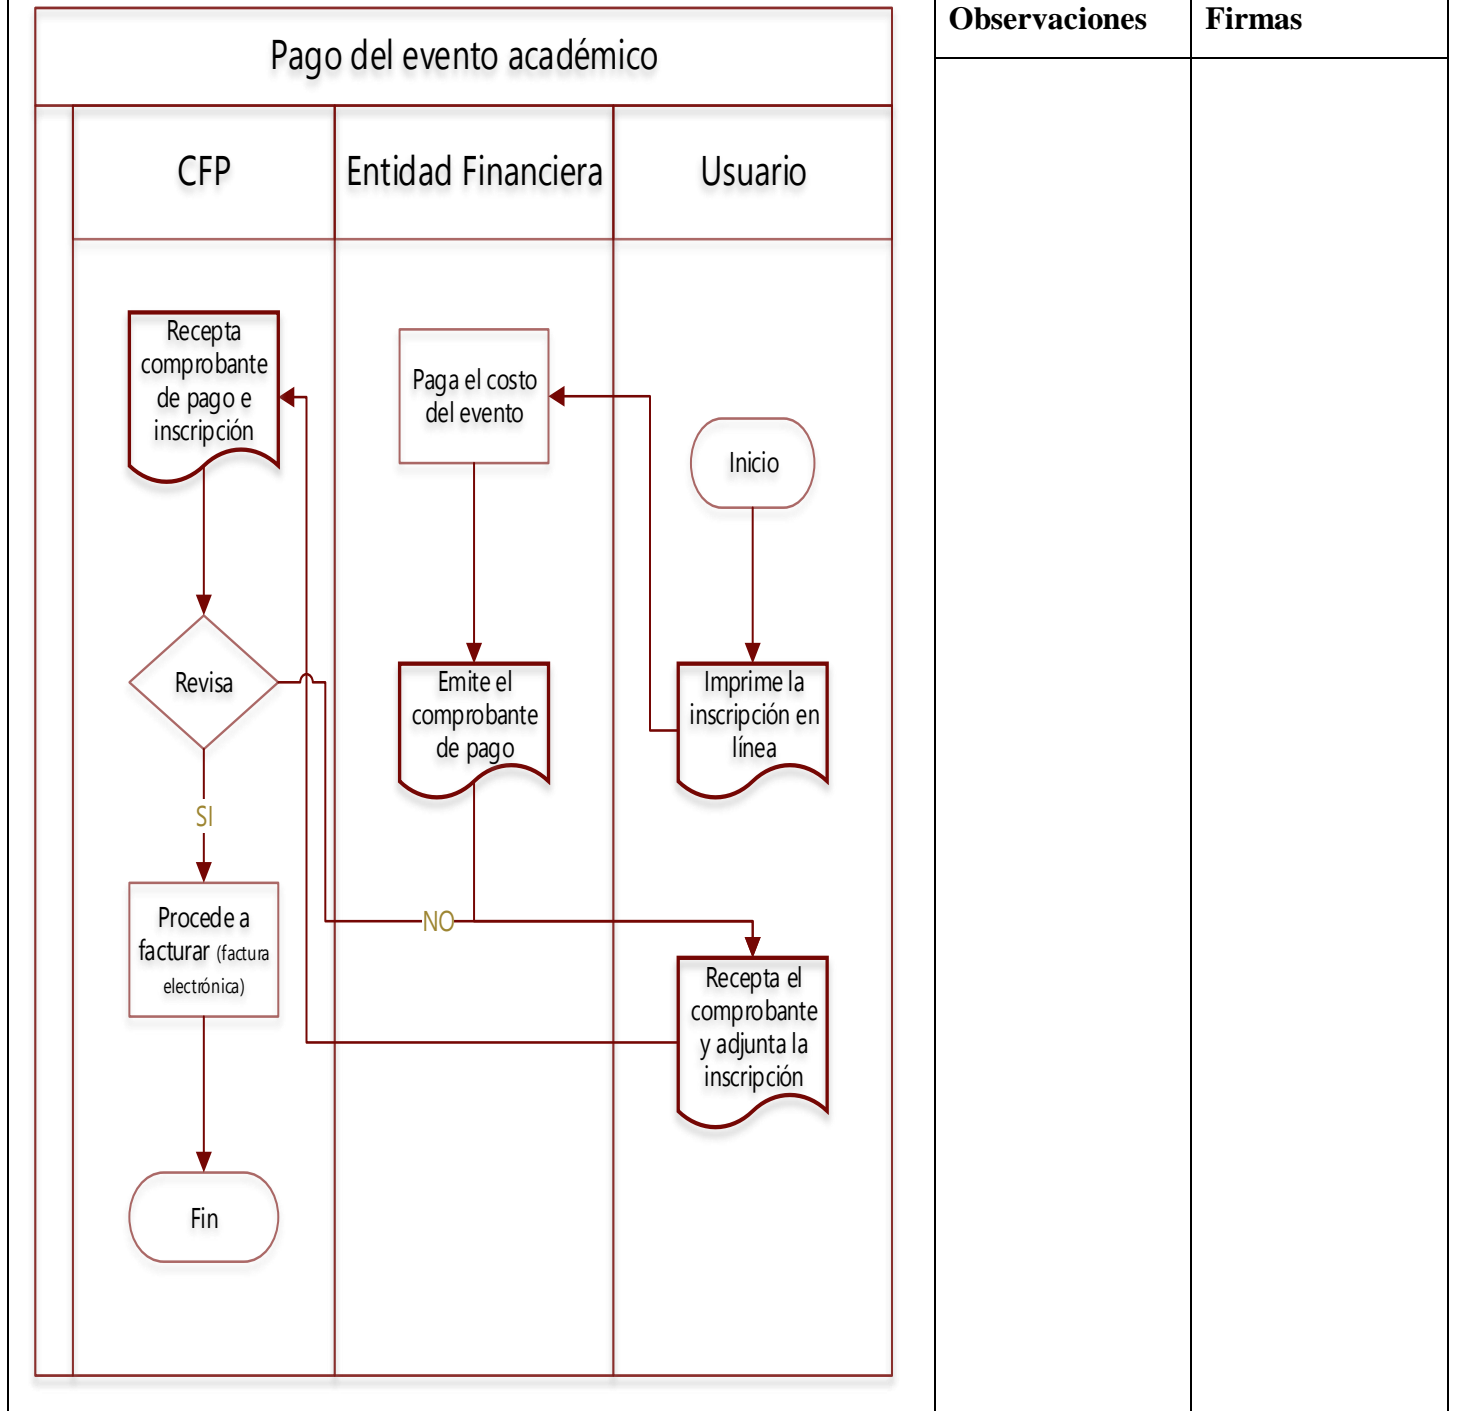 Observaciones
Firmas
Pago del evento académico
CFP
Entidad Financiera
Usuario
Recepta
comprobante
de pago e
inscripción
Paga el costo
del evento
Inicio
Revisa
Emite el
comprobante
de pago
Imprime la
inscripción en
línea
SI
NO
Procede a
facturar (factura
electrónica)
Recepta el
comprobante
y adjunta la
inscripción
Fin